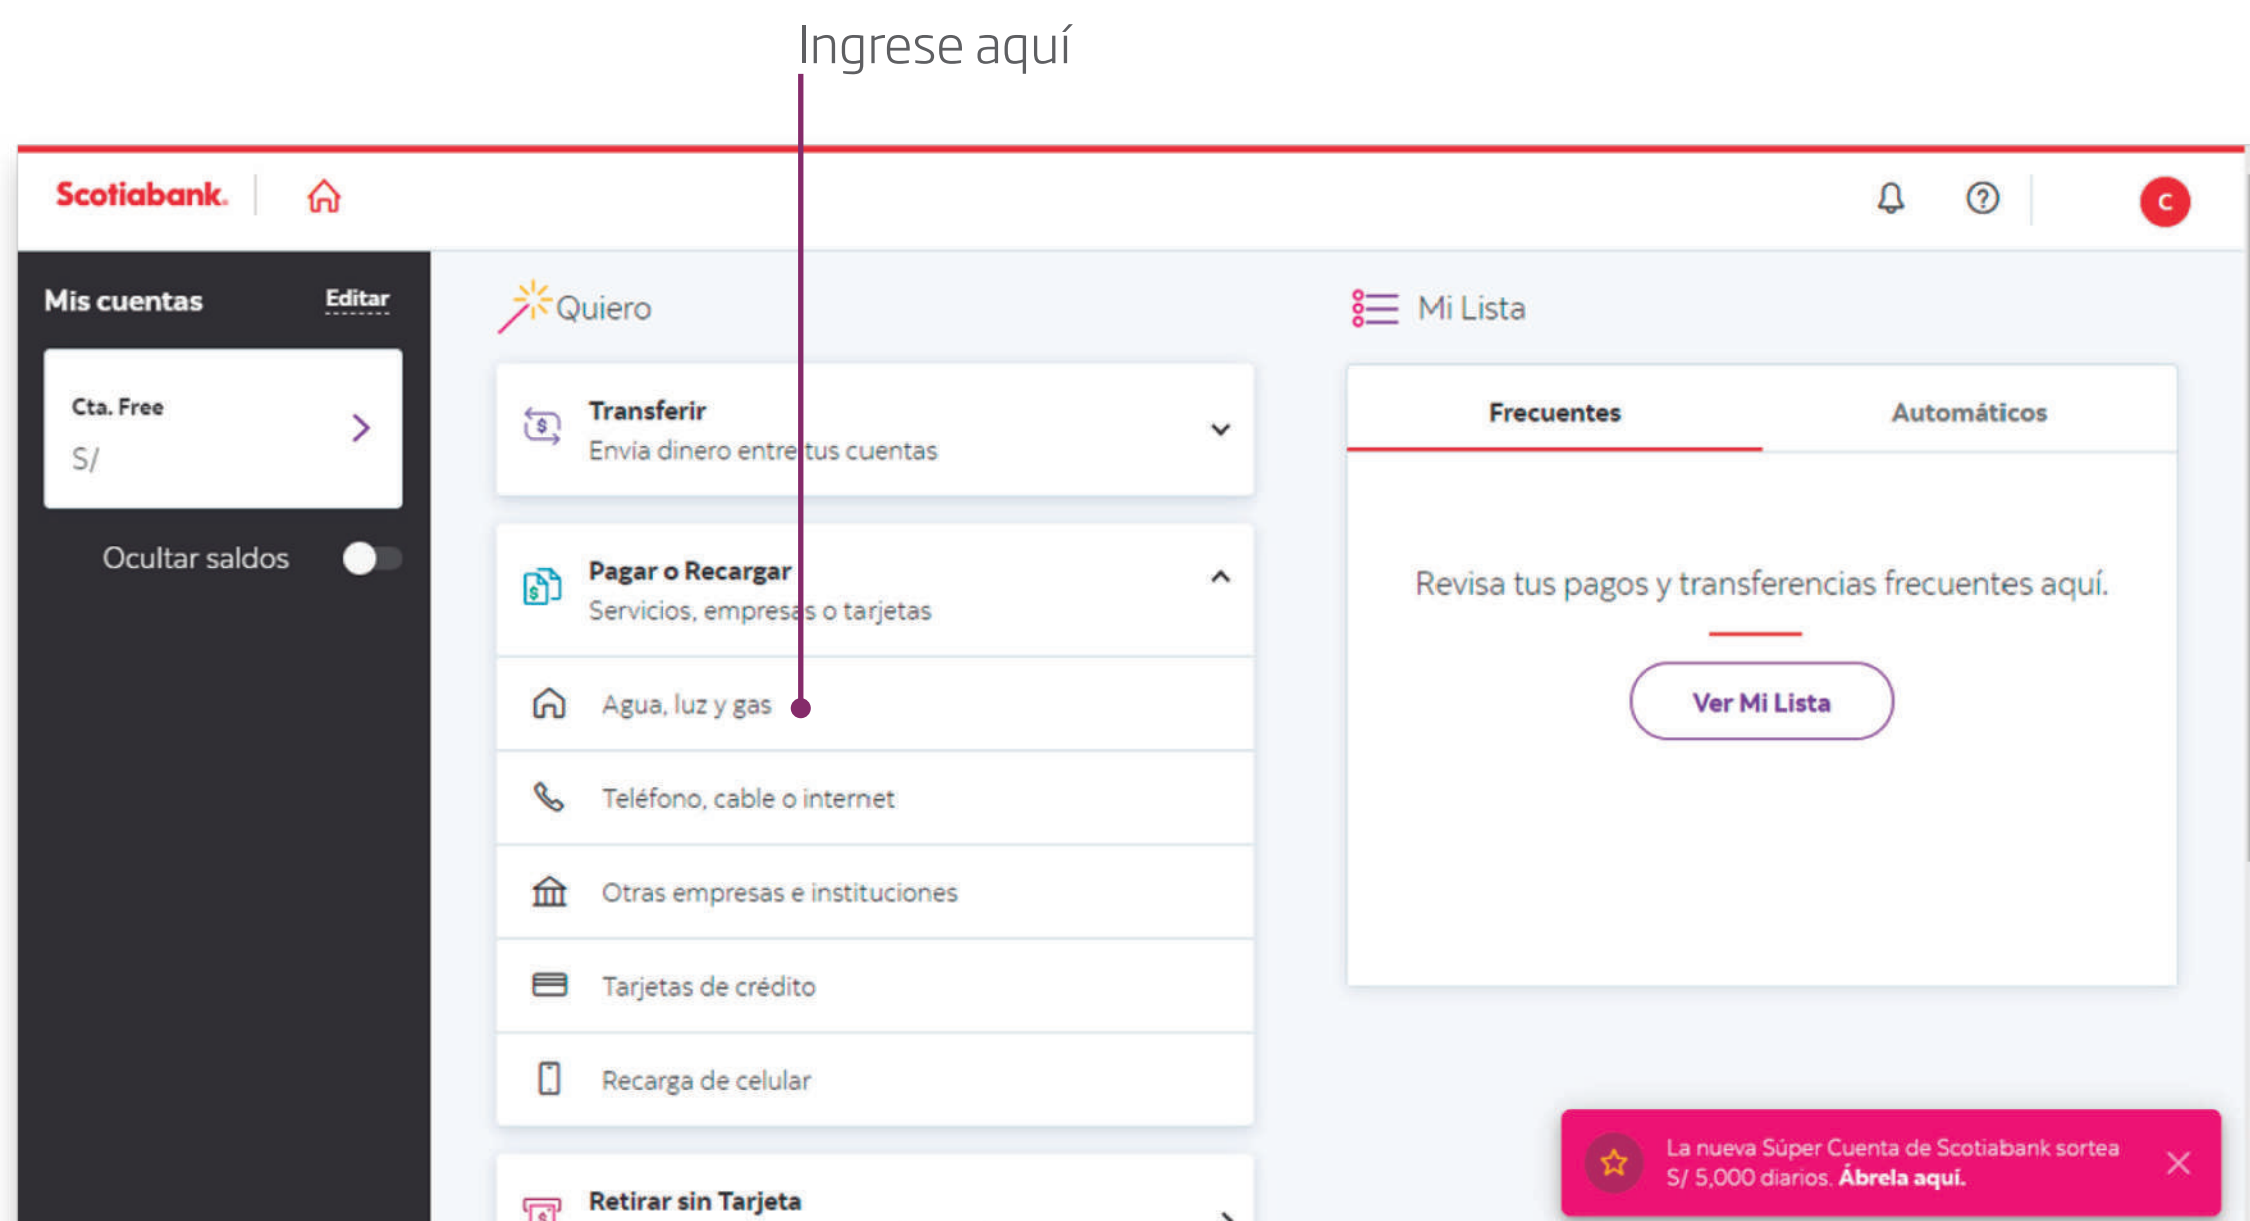 Ingrese aquí
Scotiabank.
C
Mis cuentas
Editar
Cta. Free
S/
Ocultar saldos
Quiero
Transferir
Envía dinero entre tus cuentas
Pagar o Recargar
Servicios, empresas o tarjetas
Agua, luz y gas
Teléfono, cable o internet
Otras empresas e instituciones
Tarjetas de crédito
Recarga de celular
Retirar sin Tarjeta
Mi Lista
Frecuentes
Automáticos
Revisa tus pagos y transferencias frecuentes aquí.
Ver Mi Lista
La nueva Súper Cuenta de Scotiabank sortea
S/ 5,000 diarios. Ábrela aquí.